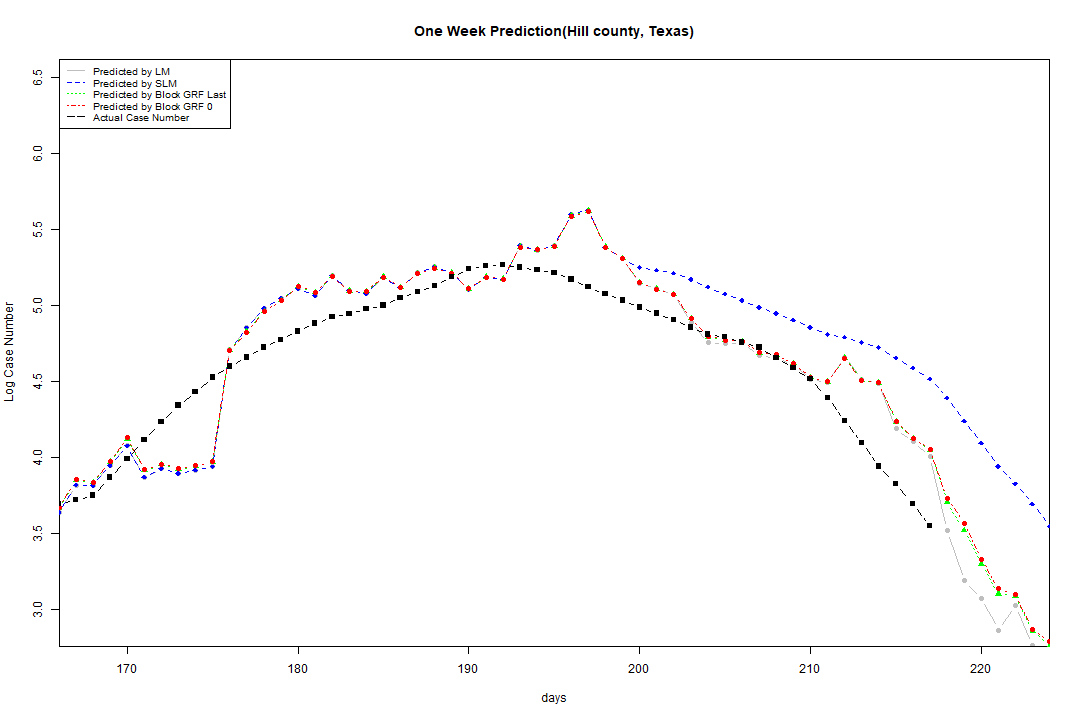 One Week Prediction(Hill county, Texas)
Predicted by LM
Predicted by SLM
Predicted by Block GRF Last
Predicted by Block GRF 0
Actual Case Number
Log Case Number
6.5
6.0
5.5
5.0
4.5
4.0
3.5
3.0
170 180 190 200 210 220
days